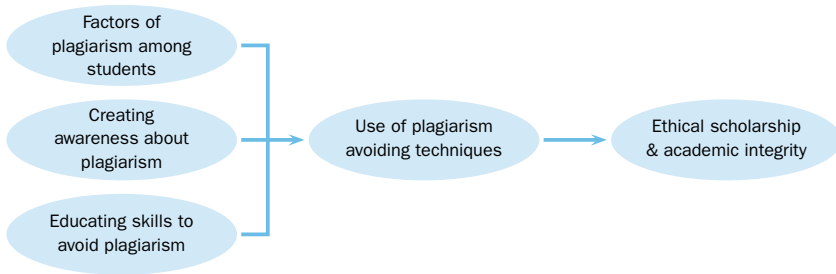 Factors of
plagiarism among
students
Creating
awareness about
plagiarism
Educating skills to
avoid plagiarism
Use of plagiarism
avoiding techniques
Ethical scholarship
& academic integrity